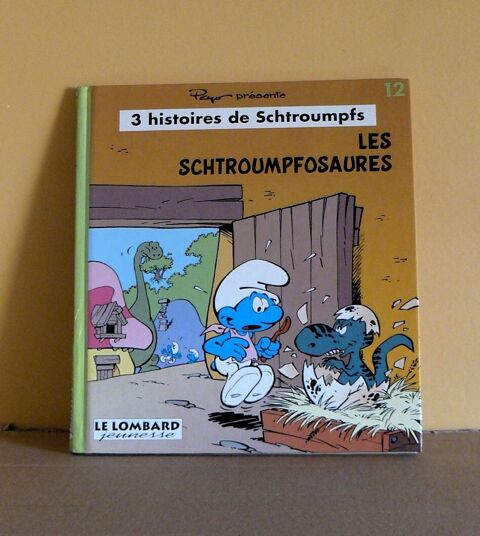 Peyo présente
12
3 histoires de Schtroumpfs
LES
SCHTROUMPFOSAURES
LE LOMBARD
jeunesse